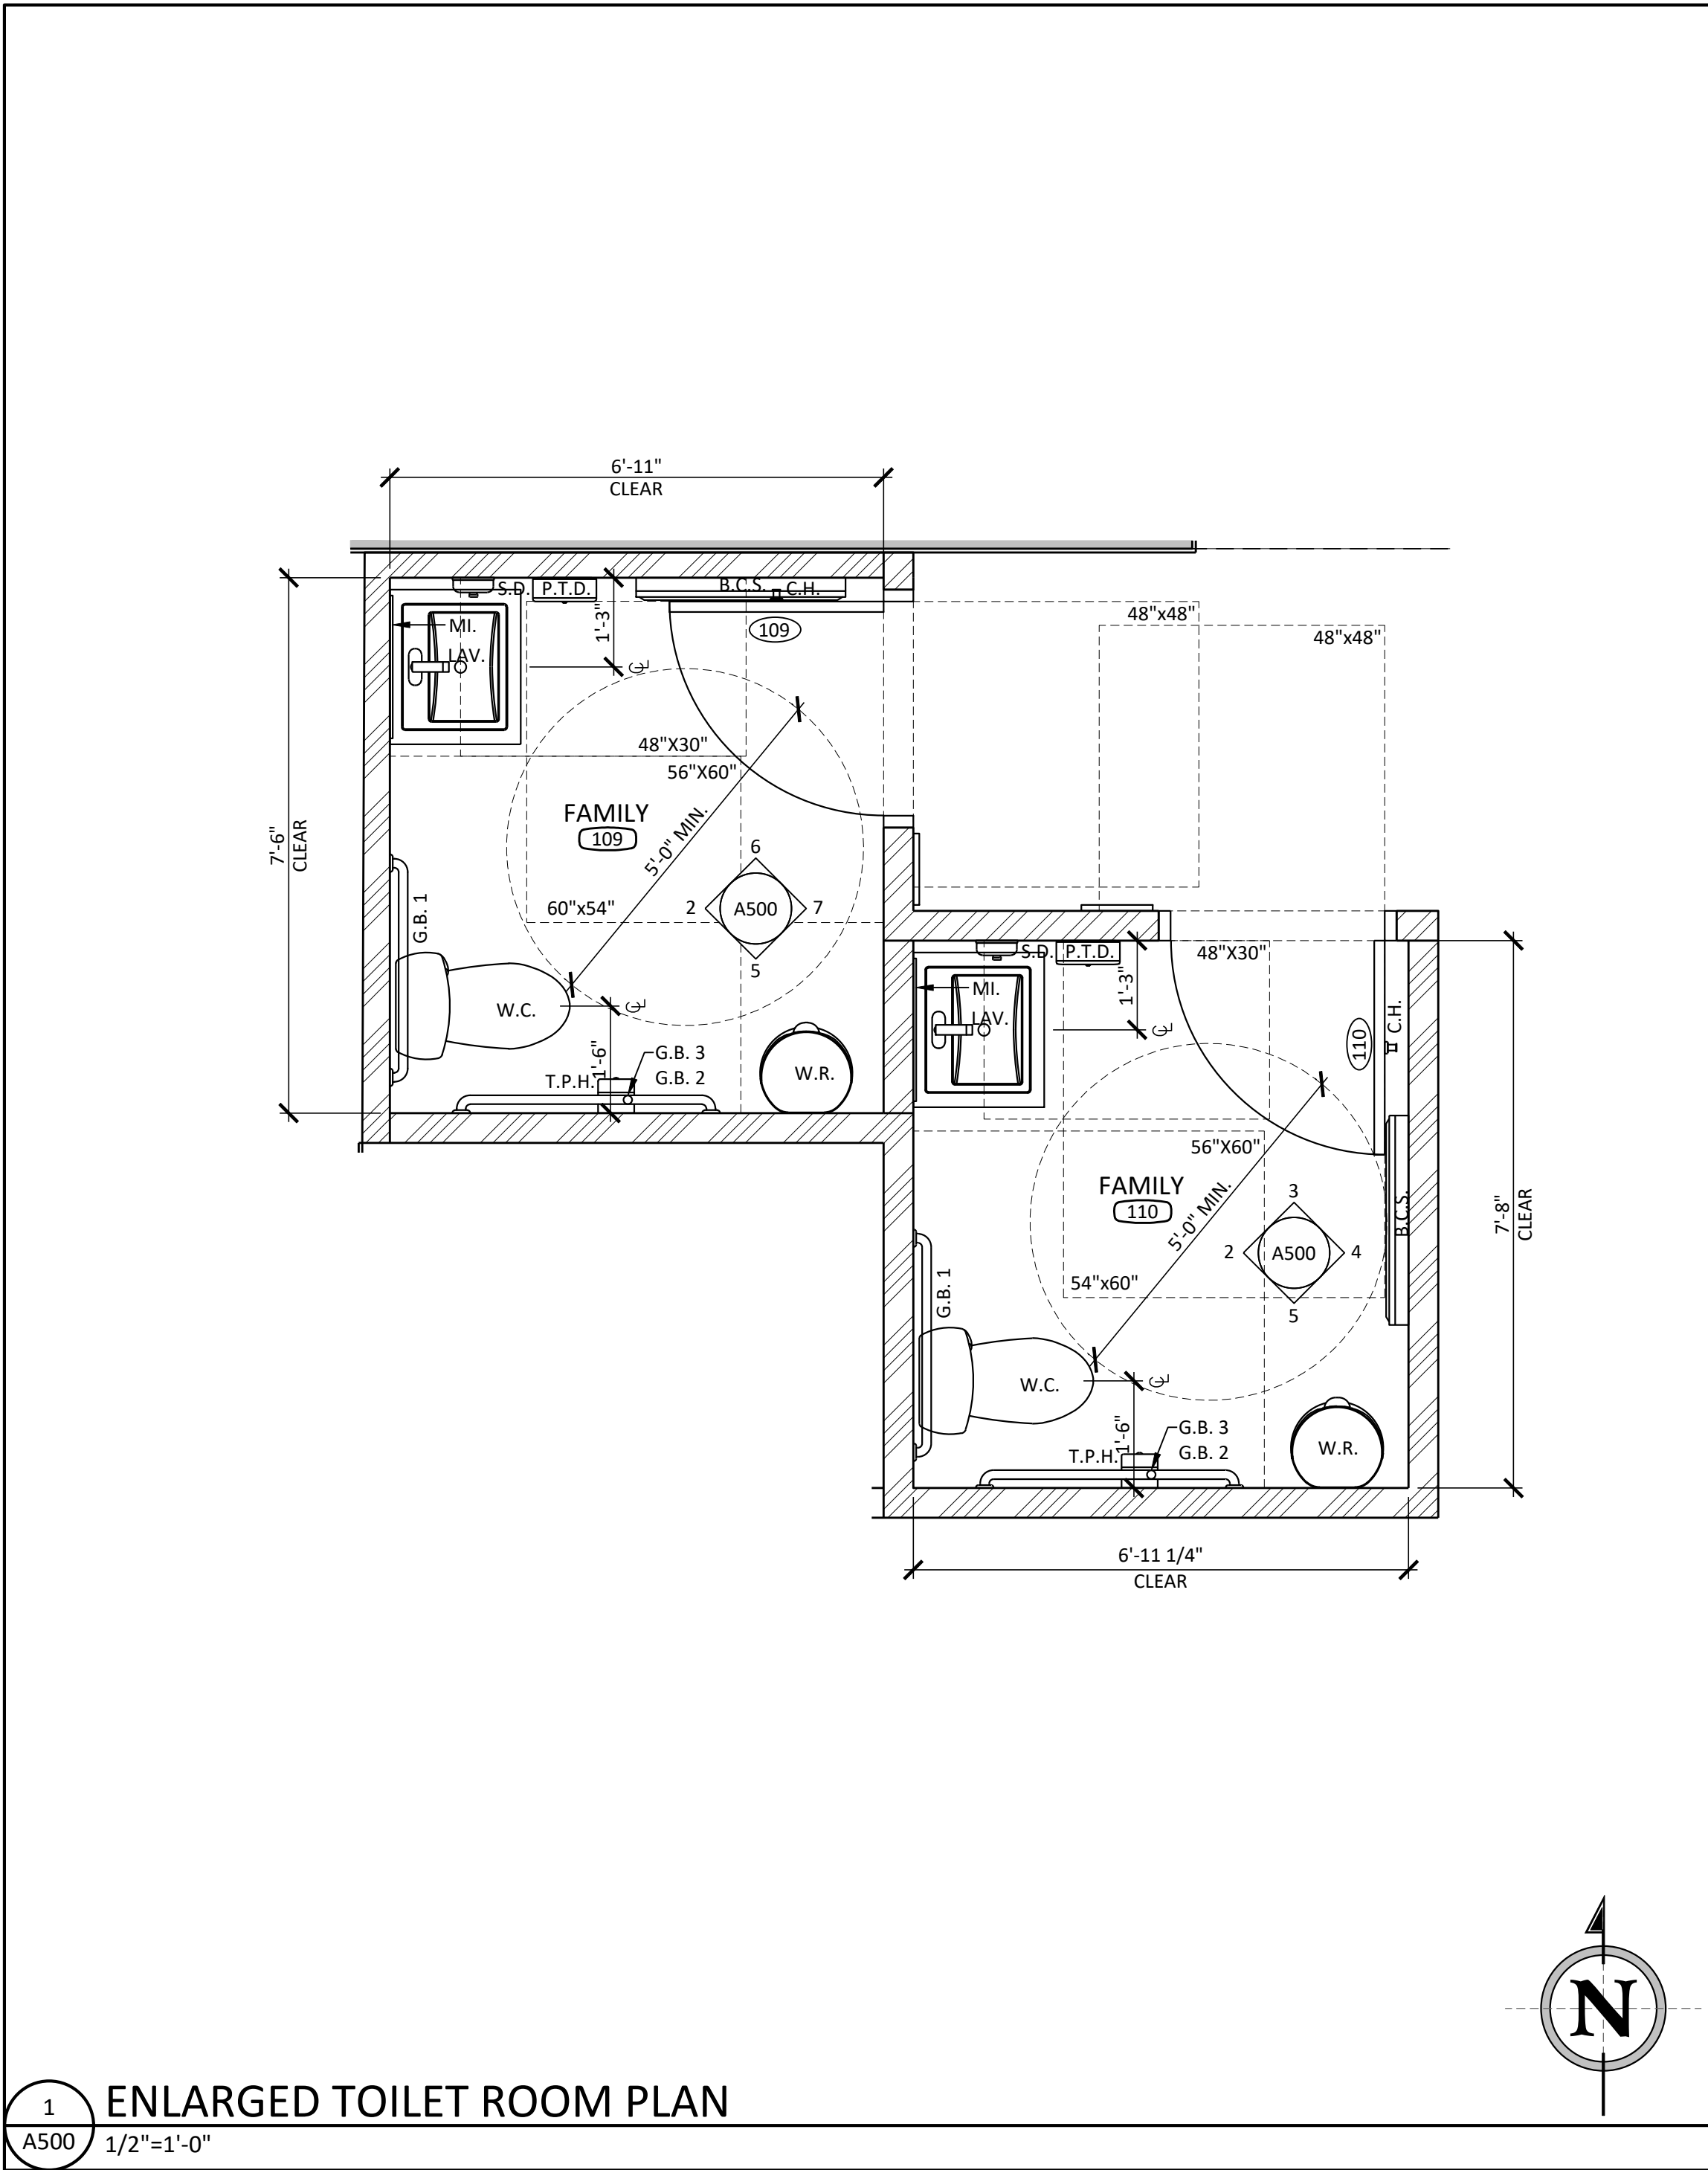 6'-11"
CLEAR
S.D.
P.T.D.
B.C.S.
C.H.
MI.
LAV.
1'-3"
CL
109
48"x48"
48"x48"
48"X30"
56"X60"
FAMILY
109
5'-0" MIN.
7'-6"
CLEAR
60"x54"
6
2
A500
7
5
G.B. 1
W.C.
CL
1'-6"
G.B. 3
T.P.H.
G.B. 2
W.R.
S.D.
P.T.D.
48"X30"
MI.
LAV.
1'-3"
CL
110
C.H.
56"X60"
FAMILY
110
5'-0" MIN.
3
2
A500
4
5
B.C.S.
7'-8"
CLEAR
54"x60"
G.B. 1
W.C.
CL
1'-6"
G.B. 3
T.P.H.
G.B. 2
W.R.
6'-11 1/4"
CLEAR
N
1
ENLARGED TOILET ROOM PLAN
A500
1/2"=1'-0"